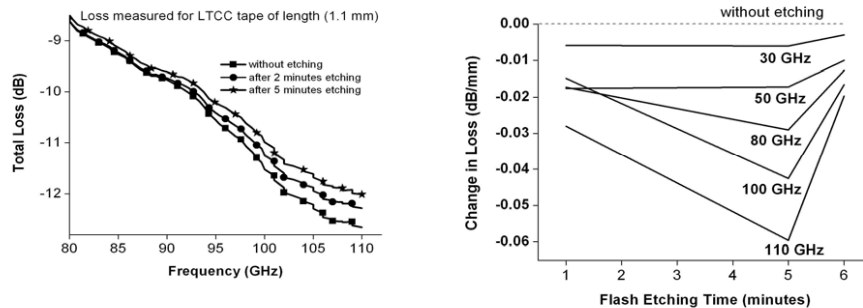 Loss measured for LTCC tape of length (1.1 mm)
-9
-10
-11
-12
Total Loss (dB)
without etching
after 2 minutes etching
after 5 minutes etching
80 85 90 95 100 105 110
Frequency (GHz)
without etching
0.00
-0.01
-0.02
-0.03
-0.04
-0.05
-0.06
Change in Loss (dB/mm)
30 GHz
50 GHz
80 GHz
100 GHz
110 GHz
1 2 3 4 5 6
Flash Etching Time (minutes)